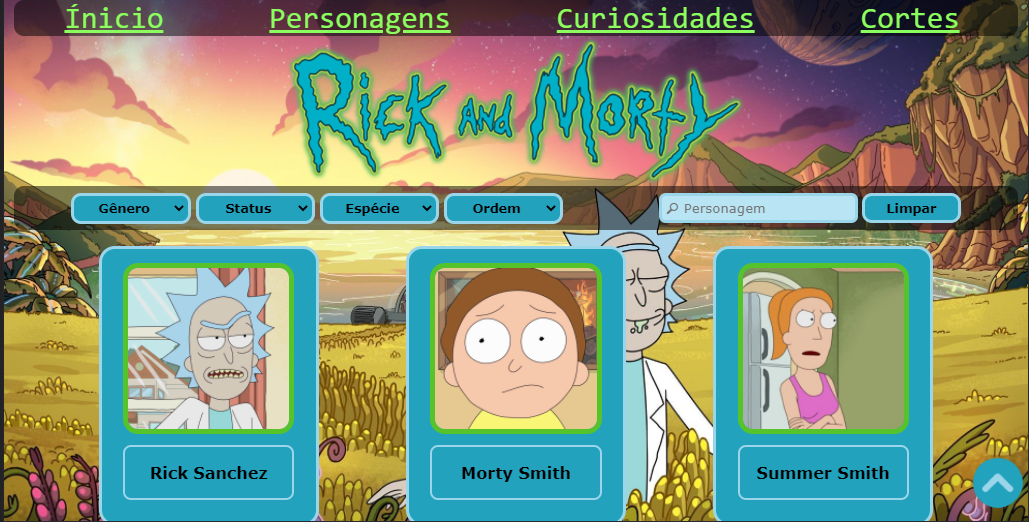 Ínicio Personagens Curiosidades Cortes
Rick and Morty
Gênero Status Espécie Ordem Personagem Limpar
Rick Sanchez Morty Smith Summer Smith